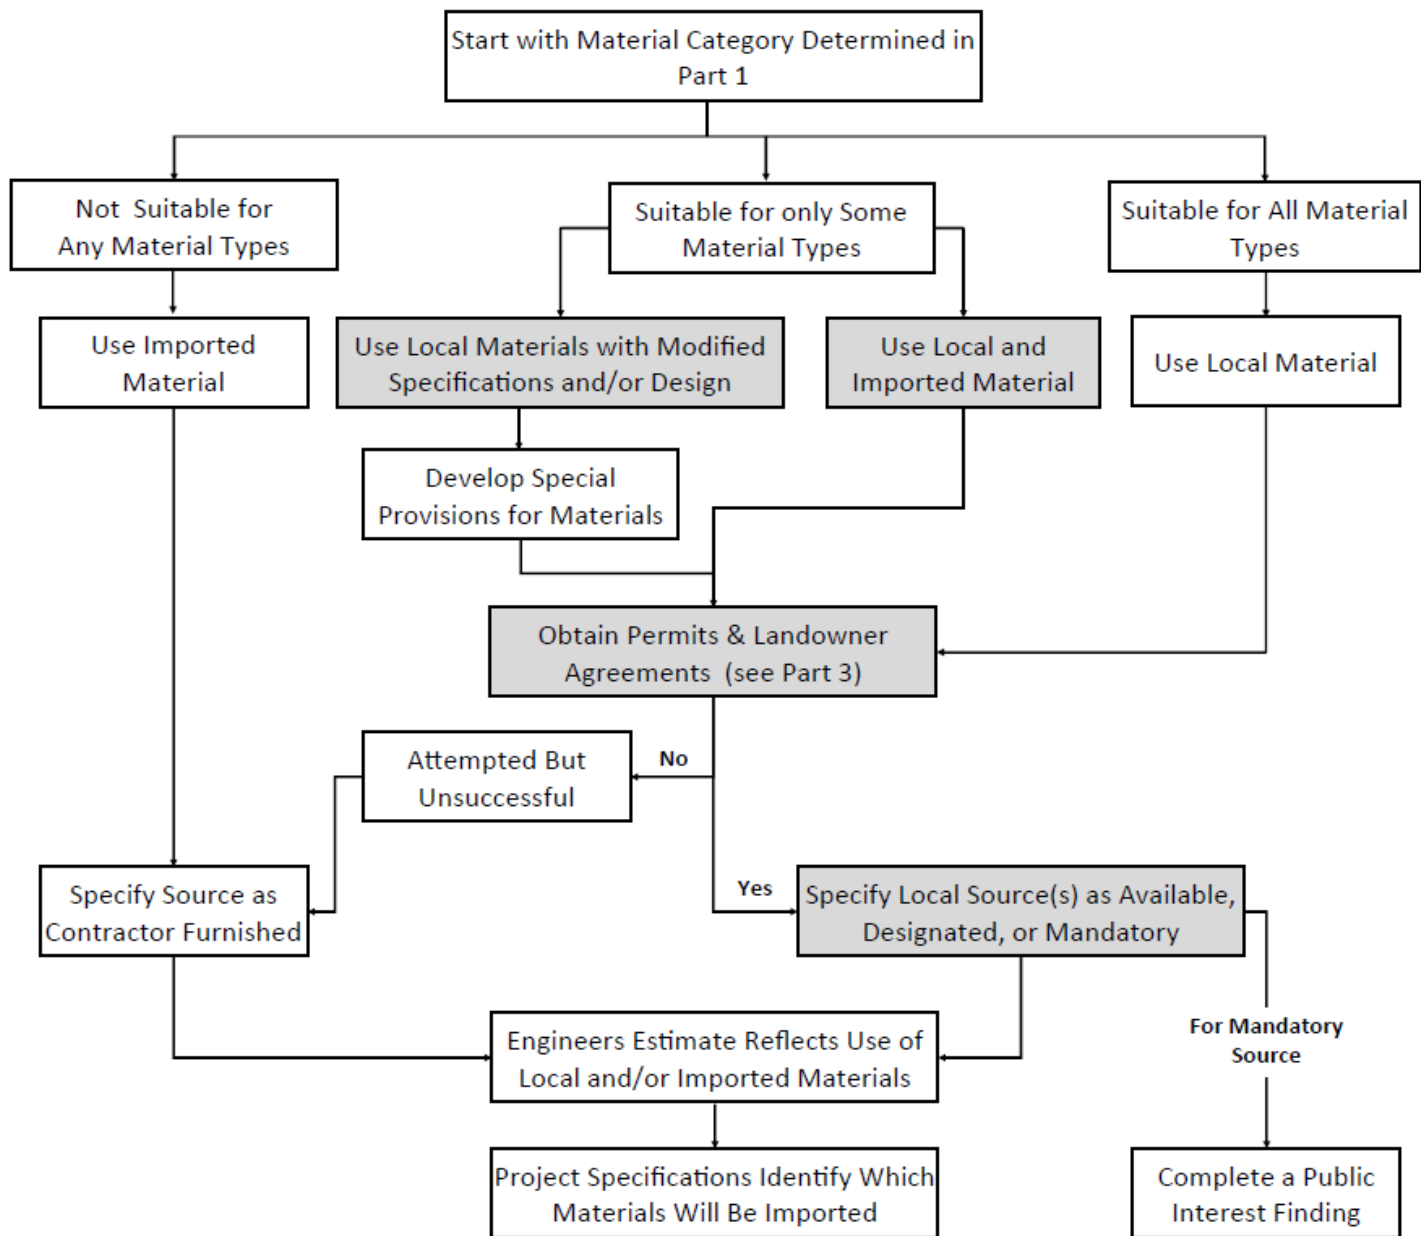 Start with Material Category Determined in
Part 1
Not Suitable for
Any Material Types
Suitable for only Some
Material Types
Suitable for All Material
Types
Use Imported
Material
Use Local Materials with Modified
Specifications and/or Design
Use Local and
Imported Material
Use Local Material
Develop Special
Provisions for Materials
Obtain Permits & Landowner
Agreements (see Part 3)
Attempted But
Unsuccessful
No
Specify Source as
Contractor Furnished
Yes
Specify Local Source(s) as Available,
Designated, or Mandatory
Engineers Estimate Reflects Use of
Local and/or Imported Materials
For Mandatory
Source
Project Specifications Identify Which
Materials Will Be Imported
Complete a Public
Interest Finding